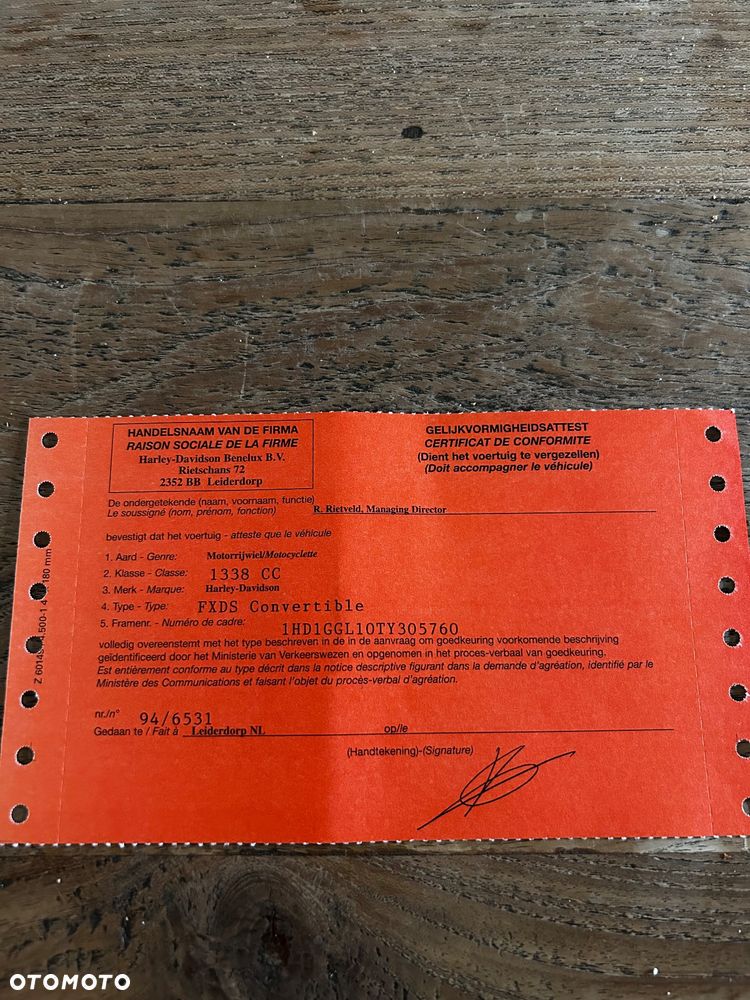 HANDELSNAAM VAN DE FIRMA
RAISON SOCIALE DE LA FIRME
Harley-Davidson Benelux B.V.
Rietschans 72
2352 BB Leiderdorp
GELIJKVORMIGHEIDSATTEST
CERTIFICAT DE CONFORMITE
(Dient het voertuig te vergezellen)
(Doit accompagner le véhicule)
De ondergetekende (naam, voornaam, functie)
Le soussigné (nom, prénom, fonction) R. Rietveld, Managing Director
bevestigt dat het voertuig - atteste que le véhicule
1. Aard - Genre: Motorrijwiel/Motocyclette
2. Klasse - Classe: 1338 CC
3. Merk - Marque: Harley-Davidson
4. Type - Type: FXDS Convertible
5. Framenr. - Numéro de cadre: 1HD1GGL10TY305760
volledig overeenstemt met het type beschreven in de in de aanvraag om goedkeuring voorkomende beschrijving
geïdentificeerd door het Ministerie van Verkeerswezen en opgenomen in het proces-verbaal van goedkeuring.
Est entièrement conforme au type décrit dans la notice descriptive figurant dans la demande d'agréation, identifié par le
Ministère des Communications et faisant l'objet du procès-verbal d'agréation.
nr./n° 94/6531
Gedaan te / Fait à Leiderdorp NL op/le
(Handtekening)-(Signature)
180 mm
OTOMOTO